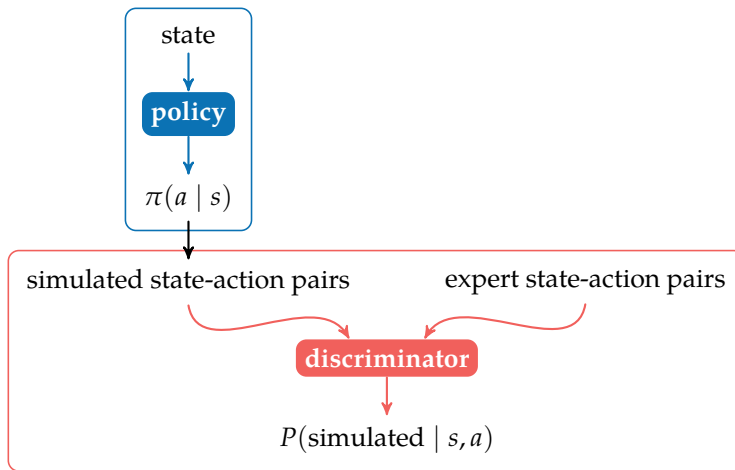 state
policy
π(a | s)
simulated state-action pairs
expert state-action pairs
discriminator
P(simulated | s, a)